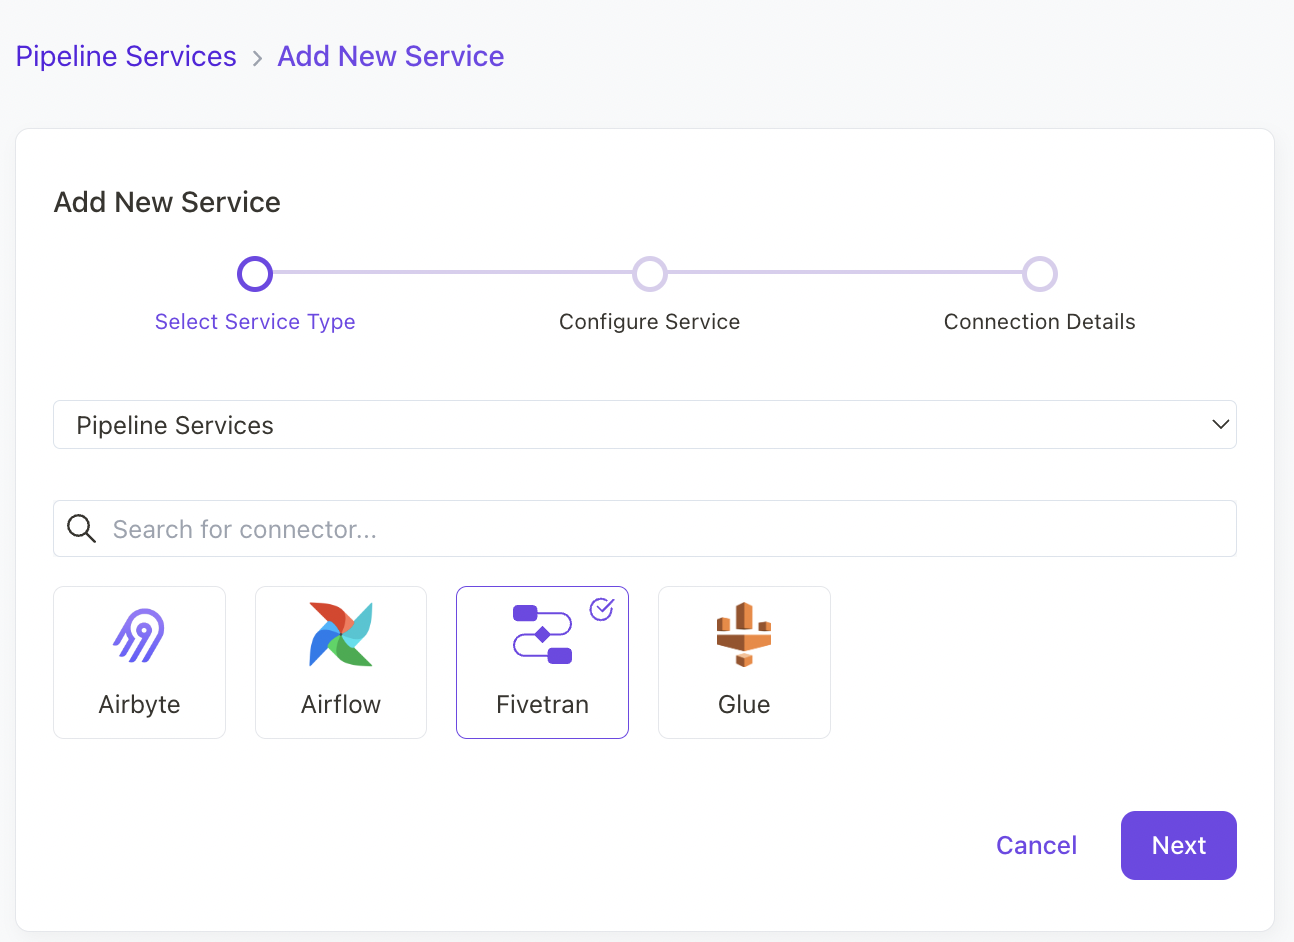 Pipeline Services > Add New Service
Add New Service
Select Service Type
Configure Service
Connection Details
Pipeline Services
Search for connector...
Airbyte
Airflow
Fivetran
Glue
Cancel
Next